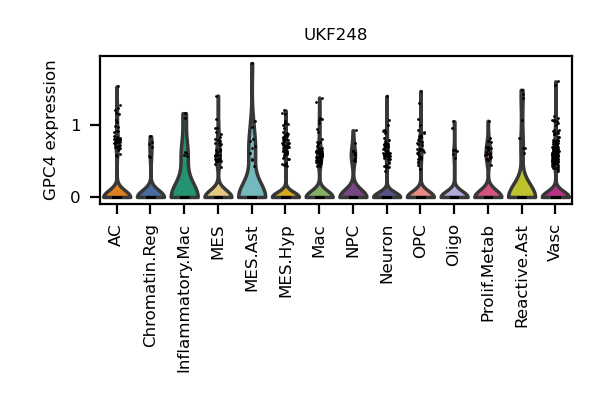 UKF248
GPC4 expression
1
0
AC
Chromatin.Reg
Inflammatory.Mac
MES
MES.Ast
MES.Hyp
Mac
NPC
Neuron
OPC
Oligo
Prolif.Metab
Reactive.Ast
Vasc